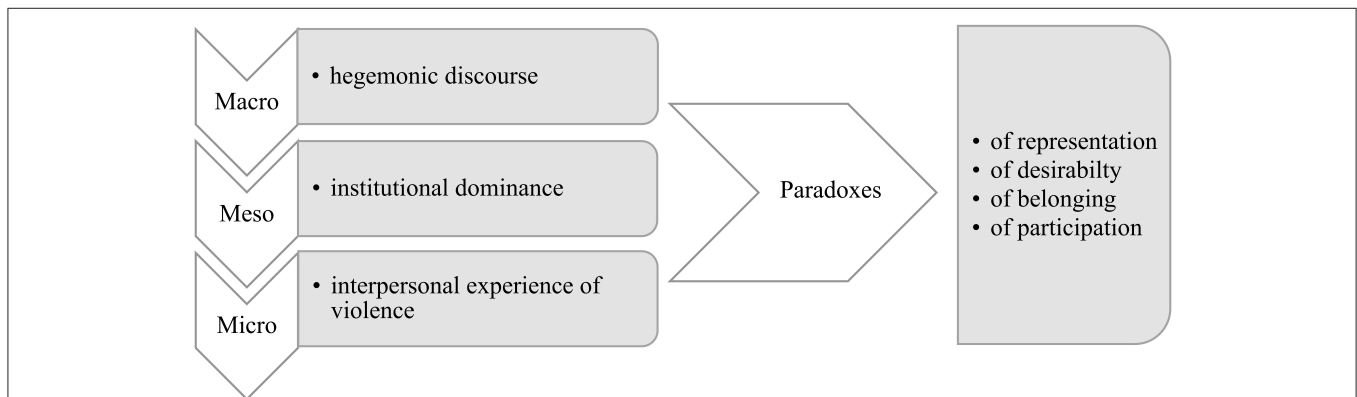 Macro
• hegemonic discourse
Meso
• institutional dominance
Micro
• interpersonal experience of
violence
Paradoxes
• of representation
• of desirabilty
• of belonging
• of participation